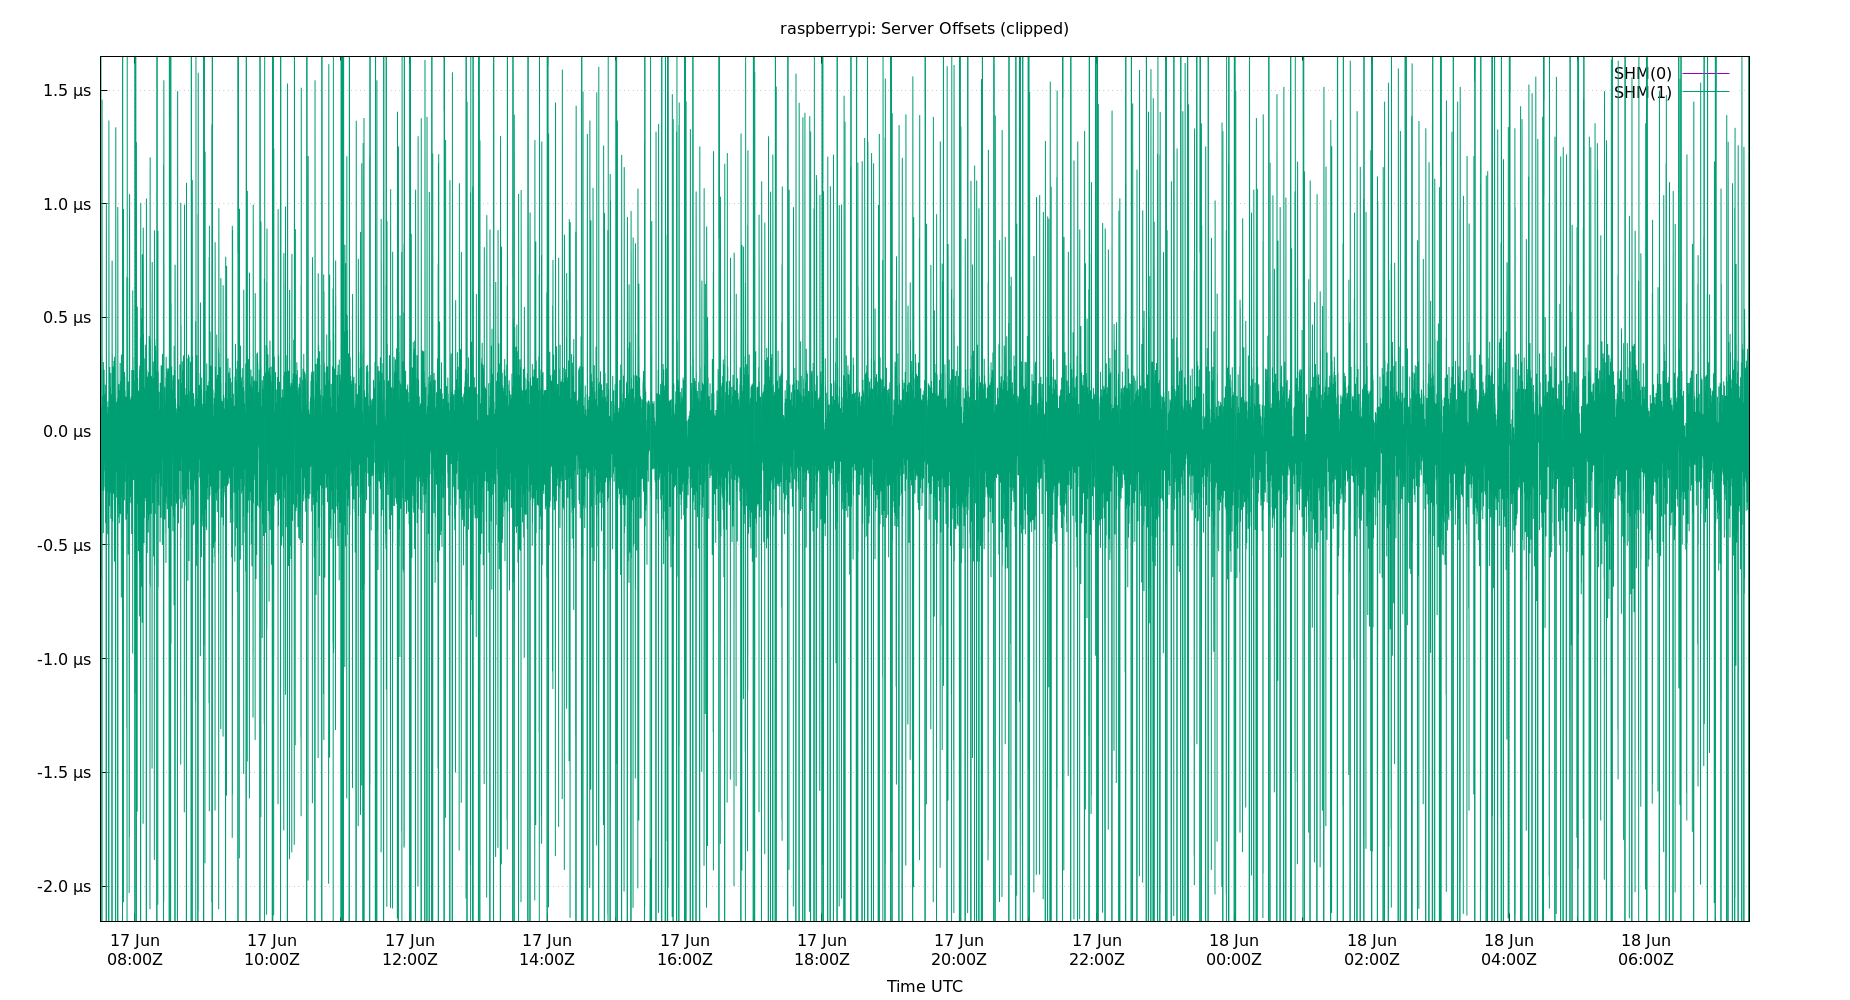 raspberrypi: Server Offsets (clipped)
SHM(0)
SHM(1)
1.5 µs
1.0 µs
0.5 µs
0.0 µs
-0.5 µs
-1.0 µs
-1.5 µs
-2.0 µs
17 Jun 17 Jun 17 Jun 17 Jun 17 Jun 17 Jun 17 Jun 17 Jun 18 Jun 18 Jun 18 Jun 18 Jun
08:00Z 10:00Z 12:00Z 14:00Z 16:00Z 18:00Z 20:00Z 22:00Z 00:00Z 02:00Z 04:00Z 06:00Z
Time UTC